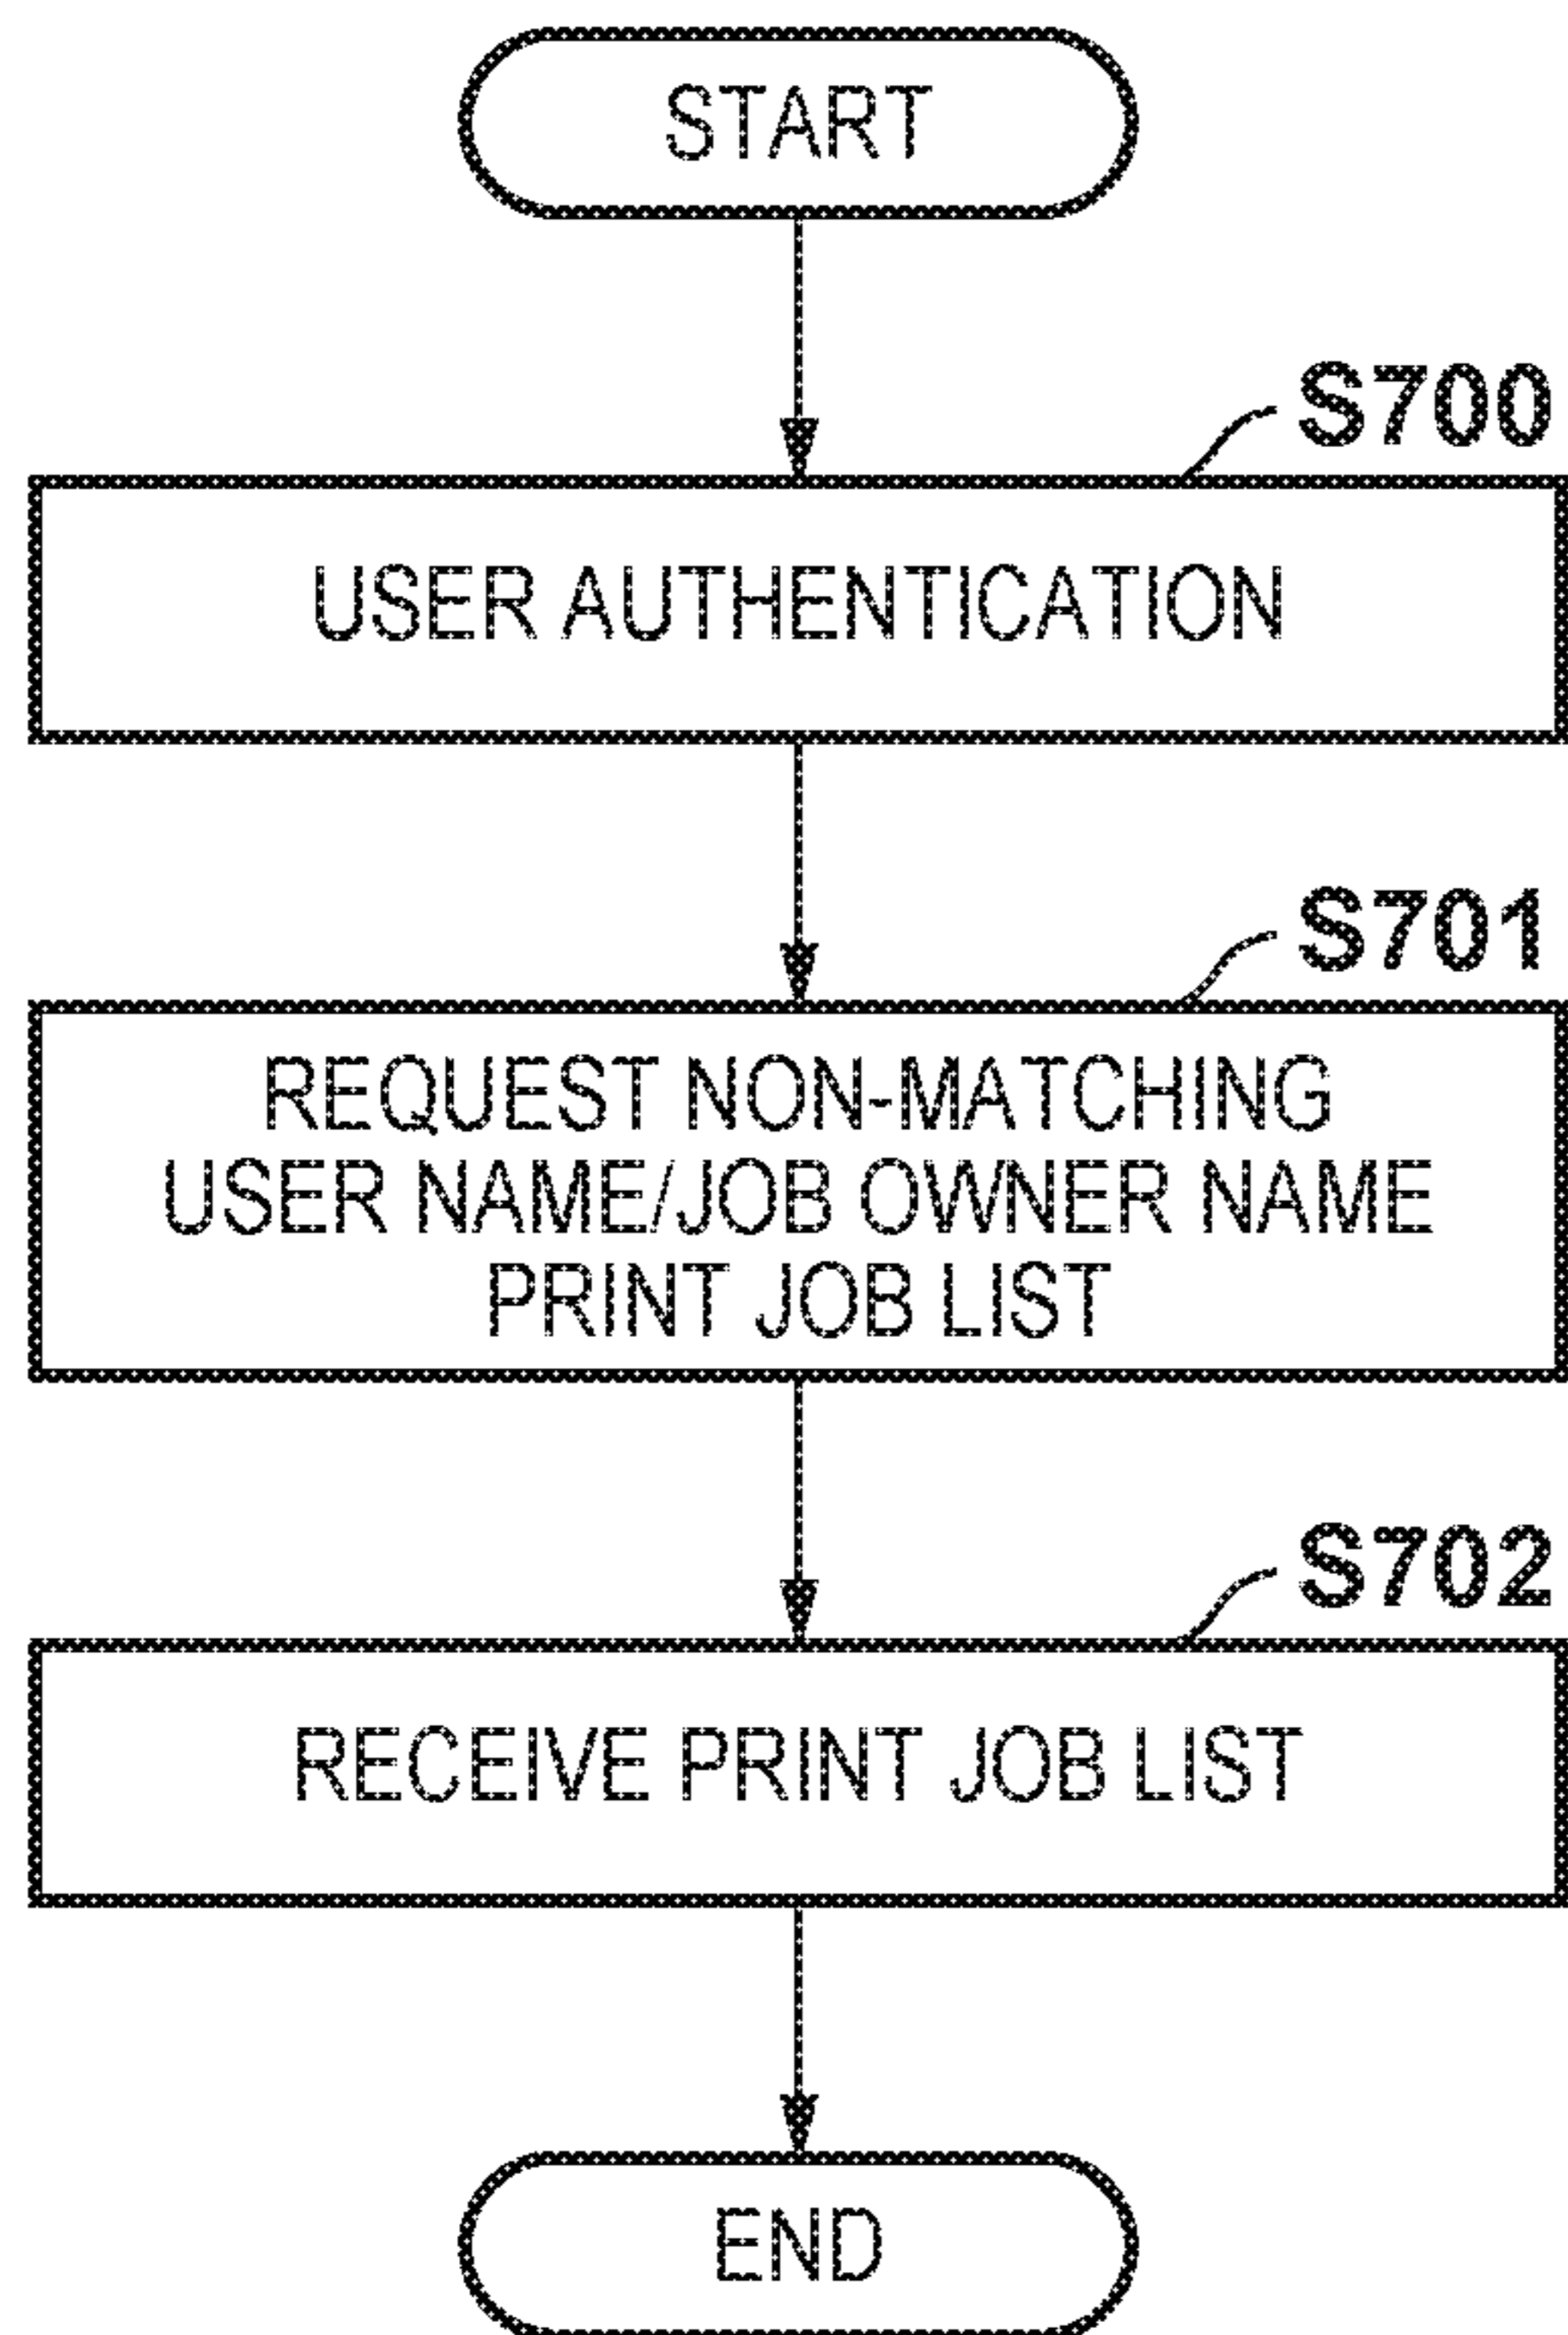 START
S700
USER AUTHENTICATION
S701
REQUEST NON-MATCHING
USER NAME/JOB OWNER NAME
PRINT JOB LIST
S702
RECEIVE PRINT JOB LIST
END